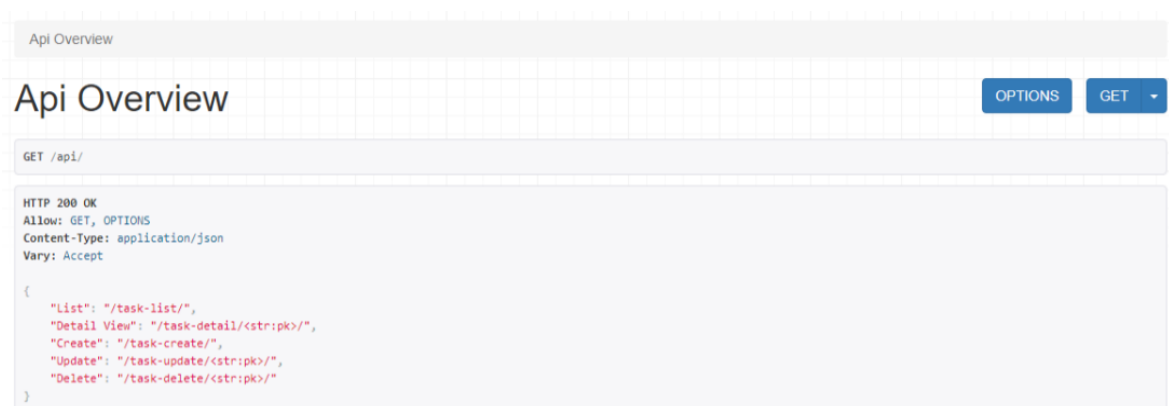 Api Overview
Api Overview
OPTIONS
GET
GET /api/
HTTP 200 OK
Allow: GET, OPTIONS
Content-Type: application/json
Vary: Accept
{
    "List": "/task-list/",
    "Detail View": "/task-detail/<str:pk>/",
    "Create": "/task-create/",
    "Update": "/task-update/<str:pk>/",
    "Delete": "/task-delete/<str:pk>/"
}